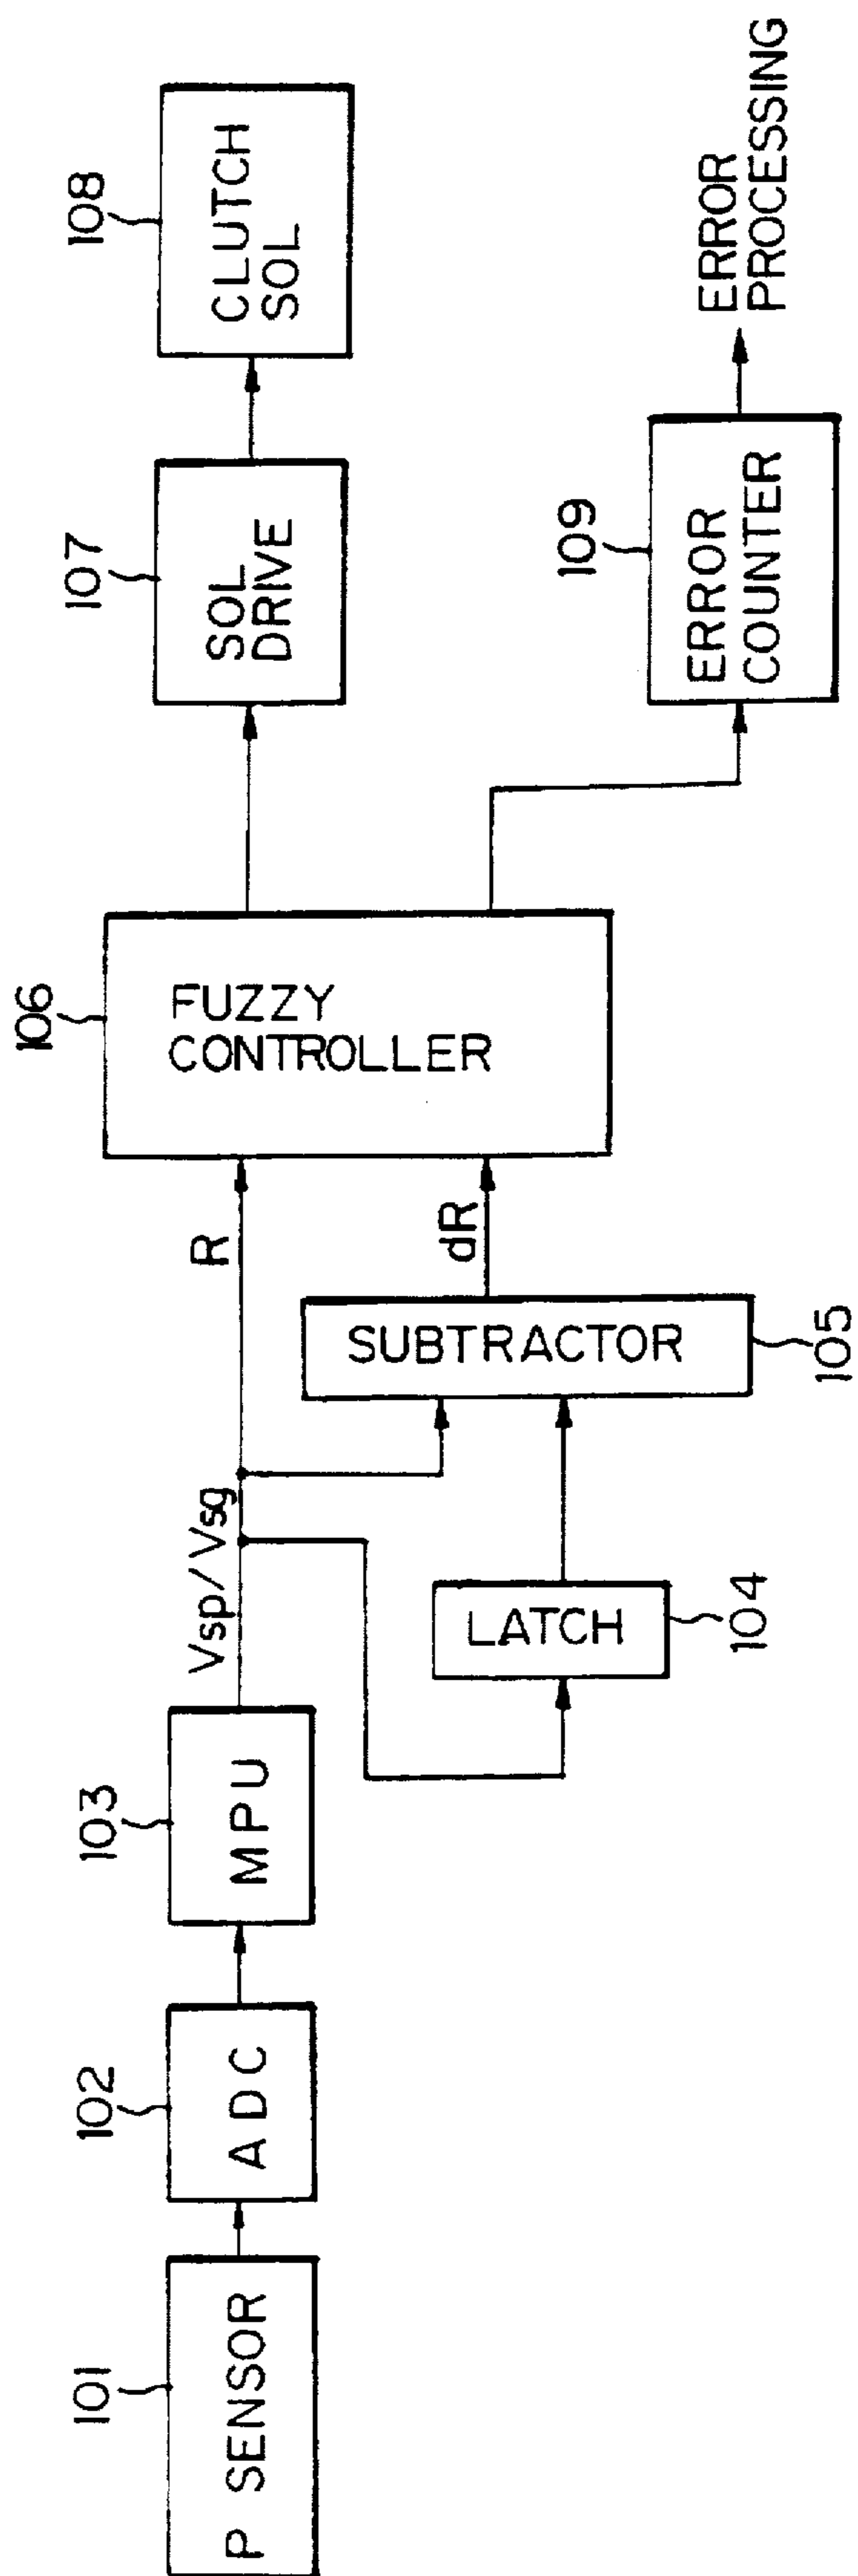 101
P SENSOR
102
ADC
103
MPU
Vsp/Vsg
R
104
LATCH
105
SUBTRACTOR
dR
106
FUZZY
CONTROLLER
107
SOL
DRIVE
108
CLUTCH
SOL
109
ERROR
COUNTER
ERROR
PROCESSING